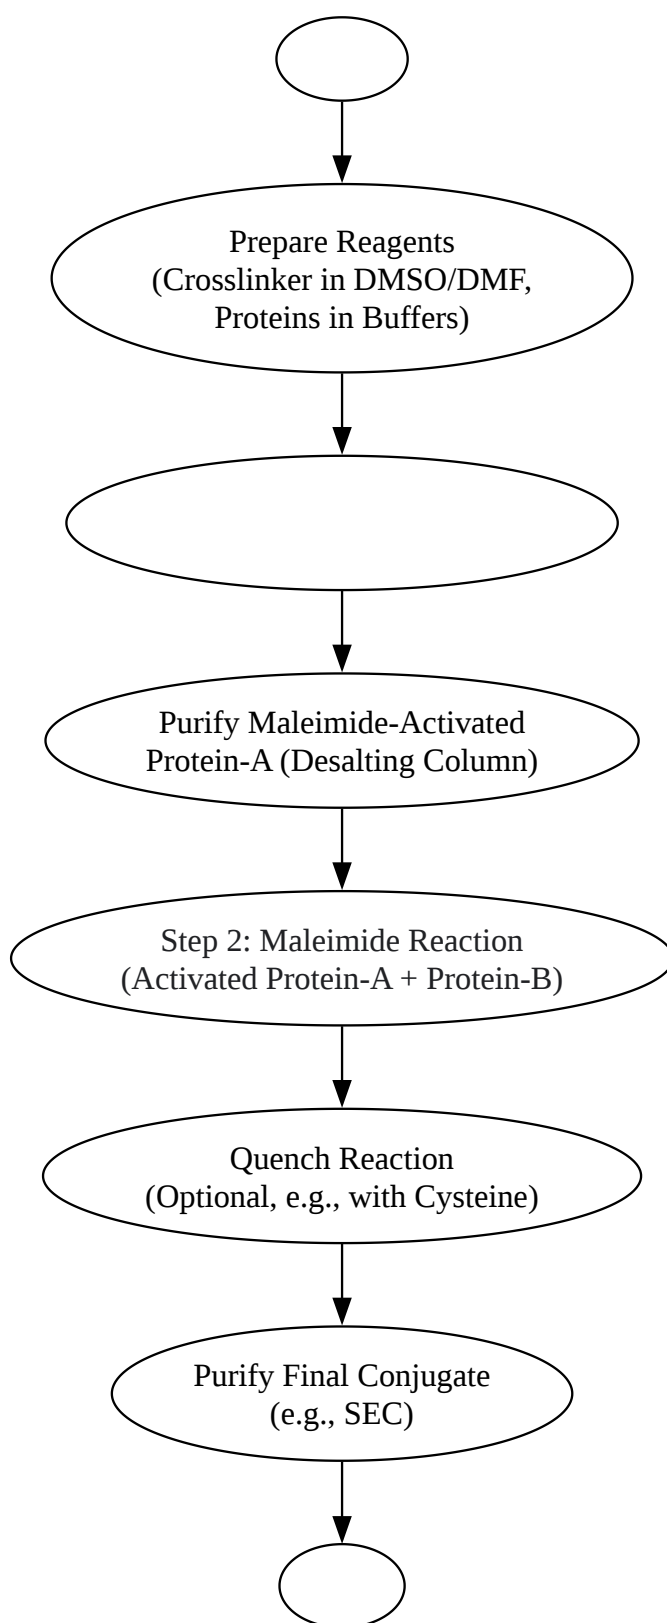 Prepare Reagents
(Crosslinker in DMSO/DMF,
Proteins in Buffers)
Purify Maleimide-Activated
Protein-A (Desalting Column)
Step 2: Maleimide Reaction
(Activated Protein-A + Protein-B)
Quench Reaction
(Optional, e.g., with Cysteine)
Purify Final Conjugate
(e.g., SEC)